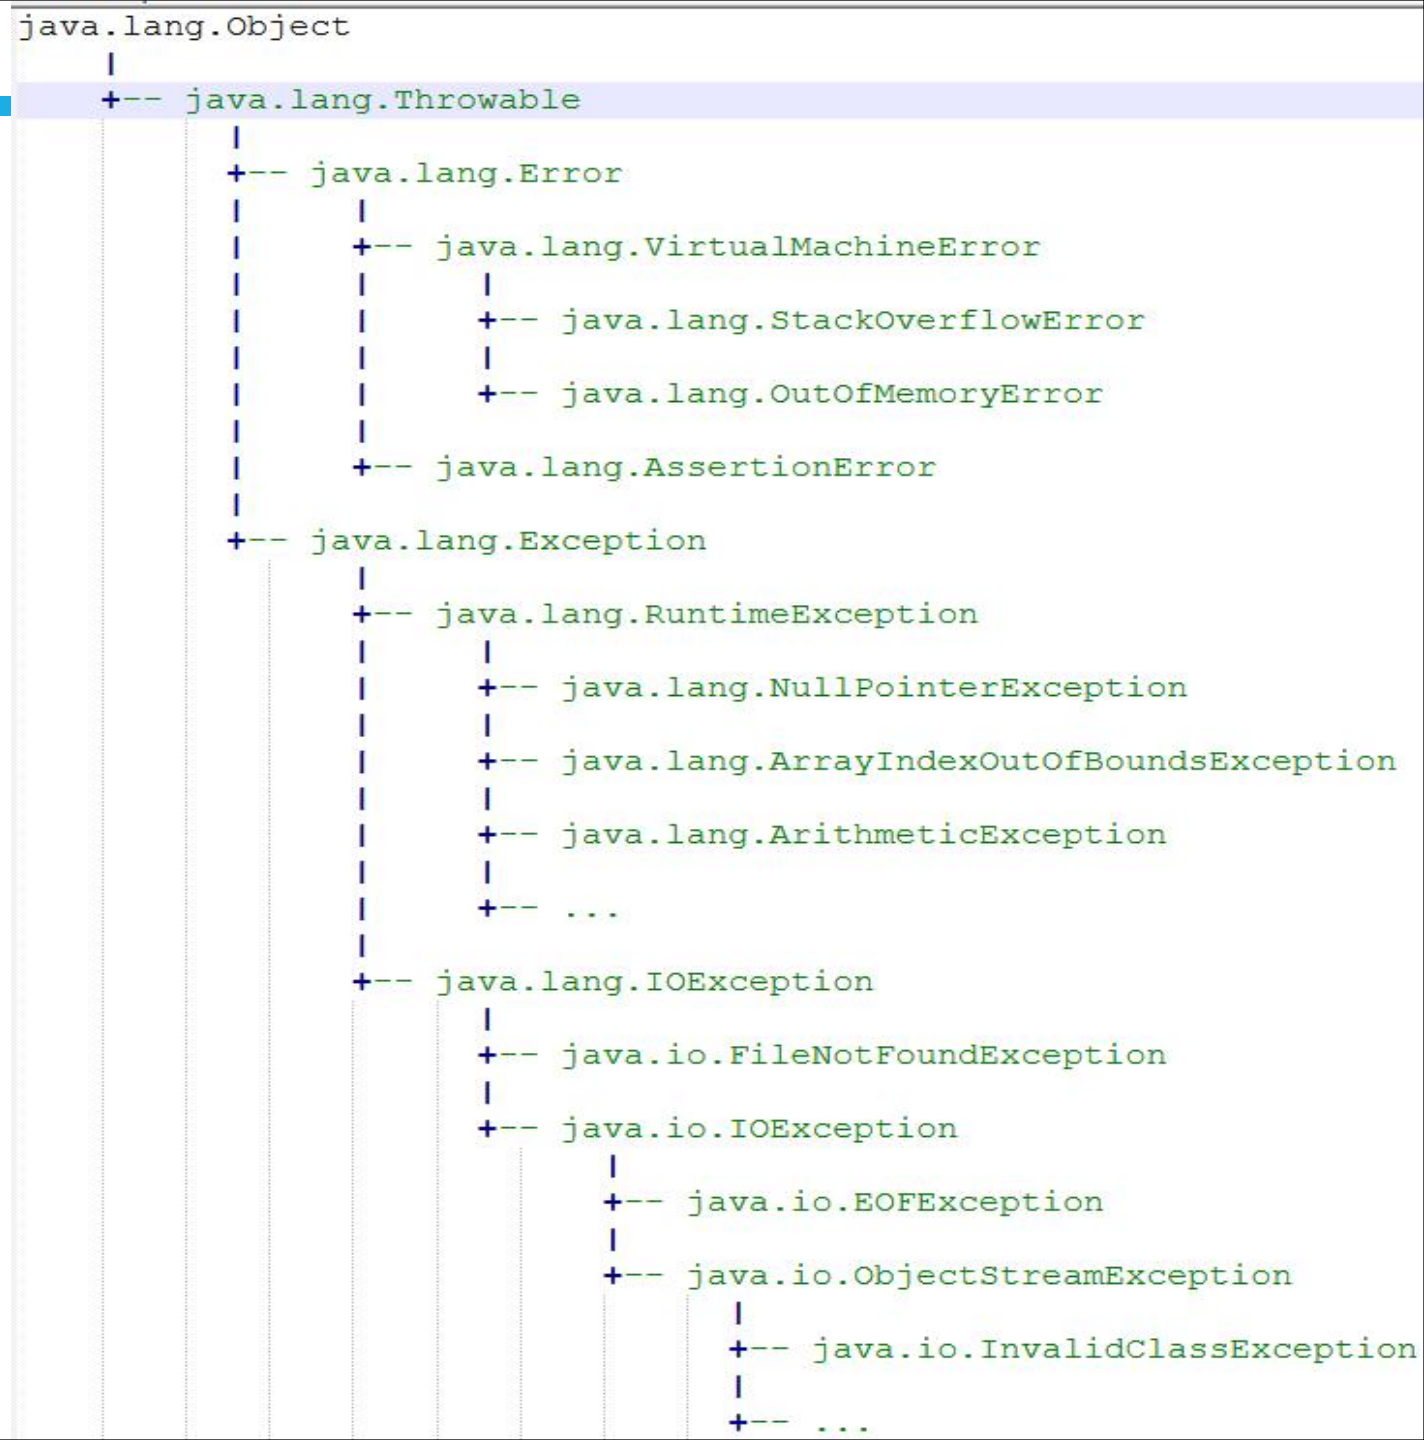 java.lang.Object
|
+-- java.lang.Throwable
|
+-- java.lang.Error
| |
| +-- java.lang.VirtualMachineError
| | |
| | +-- java.lang.StackOverflowError
| | |
| | +-- java.lang.OutOfMemoryError
| |
| +-- java.lang.AssertionError
|
+-- java.lang.Exception
|
+-- java.lang.RuntimeException
| |
| +-- java.lang.NullPointerException
| |
| +-- java.lang.ArrayIndexOutOfBoundsException
| |
| +-- java.lang.ArithmeticException
| |
| +-- ...
|
+-- java.lang.IOException
|
+-- java.io.FileNotFoundException
|
+-- java.io.IOException
|
+-- java.io.EOFException
|
+-- java.io.ObjectStreamException
|
+-- java.io.InvalidClassException
|
+-- ...